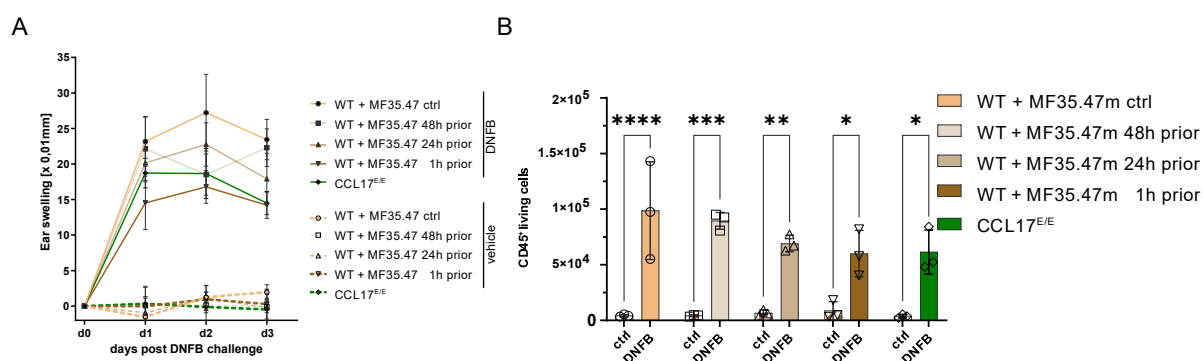 A
Ear swelling [x 0,01mm]
35
30
25
20
15
10
5
0
d0
d1
d2
d3
days post DNFB challenge
WT + MF35.47 ctrl
WT + MF35.47 48h prior
WT + MF35.47 24h prior
WT + MF35.47 1h prior
CCL17E/E
DNFB
WT + MF35.47 ctrl
WT + MF35.47 48h prior
WT + MF35.47 24h prior
WT + MF35.47 1h prior
CCL17E/E
vehicle
B
CD45+ living cells
2×10⁵
1.5×10⁵
1×10⁵
5×10⁴
0
****
***
**
*
*
ctrl
DNFB
ctrl
DNFB
ctrl
DNFB
ctrl
DNFB
ctrl
DNFB
WT + MF35.47m ctrl
WT + MF35.47m 48h prior
WT + MF35.47m 24h prior
WT + MF35.47m 1h prior
CCL17E/E